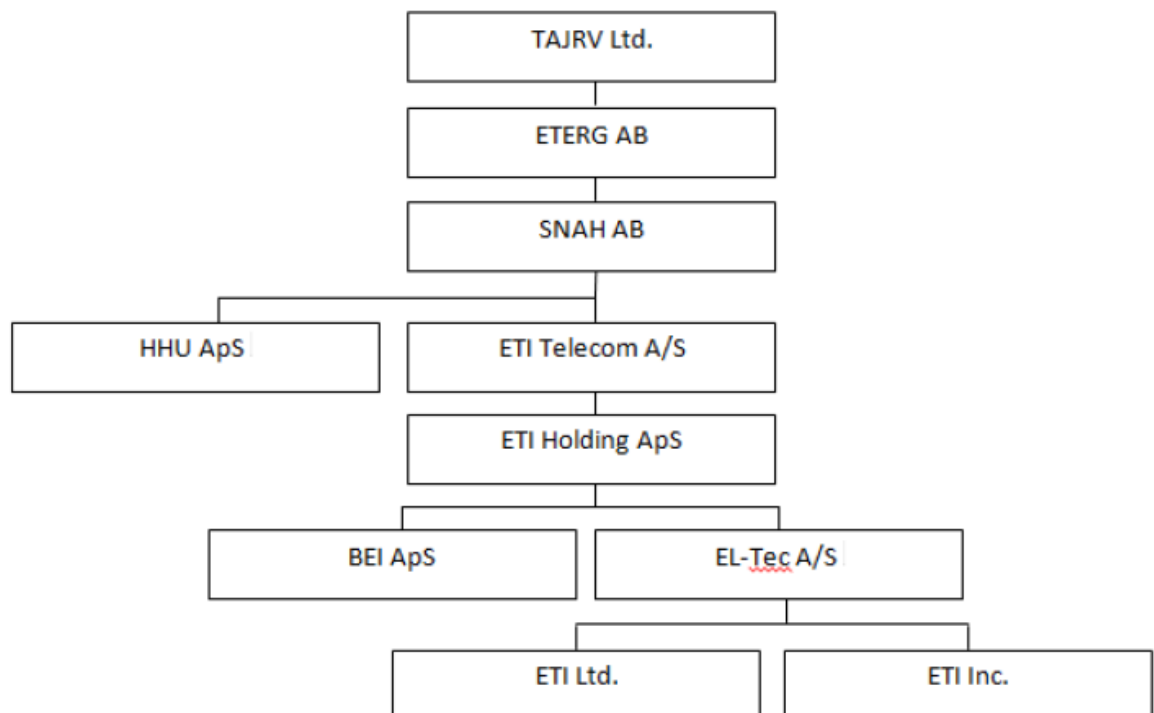 TAJRV Ltd.
ETERG AB
SNAH AB
HHU ApS
ETI Telecom A/S
ETI Holding ApS
BEI ApS
EL-Tec A/S
ETI Ltd.
ETI Inc.